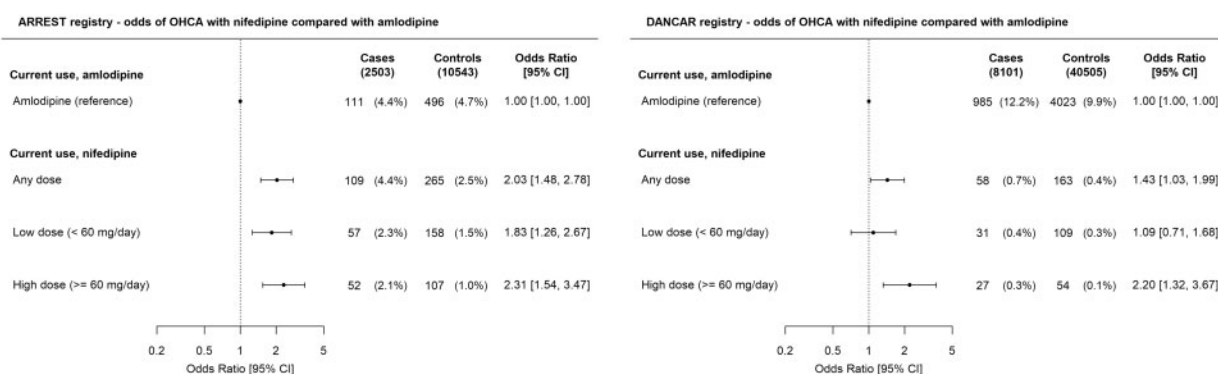 ARREST registry - odds of OHCA with nifedipine compared with amlodipine
Cases Controls Odds Ratio
(2503) (10543) [95% CI]
Current use, amlodipine
Amlodipine (reference) 111 (4.4%) 496 (4.7%) 1.00 [1.00, 1.00]
Current use, nifedipine
Any dose 109 (4.4%) 265 (2.5%) 2.03 [1.48, 2.78]
Low dose (< 60 mg/day) 57 (2.3%) 158 (1.5%) 1.83 [1.26, 2.67]
High dose (>= 60 mg/day) 52 (2.1%) 107 (1.0%) 2.31 [1.54, 3.47]
0.2 0.5 1 2 5
Odds Ratio [95% CI]
DANCAR registry - odds of OHCA with nifedipine compared with amlodipine
Cases Controls Odds Ratio
(8101) (40505) [95% CI]
Current use, amlodipine
Amlodipine (reference) 985 (12.2%) 4023 (9.9%) 1.00 [1.00, 1.00]
Current use, nifedipine
Any dose 58 (0.7%) 163 (0.4%) 1.43 [1.03, 1.99]
Low dose (< 60 mg/day) 31 (0.4%) 109 (0.3%) 1.09 [0.71, 1.68]
High dose (>= 60 mg/day) 27 (0.3%) 54 (0.1%) 2.20 [1.32, 3.67]
0.2 0.5 1 2 5
Odds Ratio [95% CI]